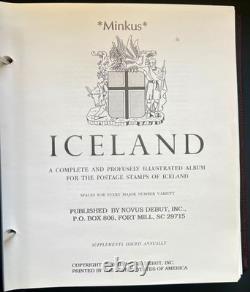 *Minkus*
ICELAND
A COMPLETE AND PROFUSELY ILLUSTRATED ALBUM
FOR THE POSTAGE STAMPS OF ICELAND
SPACES FOR EVERY MAJOR NUMBER VARIETY
PUBLISHED BY NOVUS DEBUT, INC.,
P.O. BOX 806, FORT MILL, SC 29715
SUPPLEMENTS ISSUED ANNUALLY
COPYRIGHT DEBUT, INC.
PRINTED STATES OF AMERICA